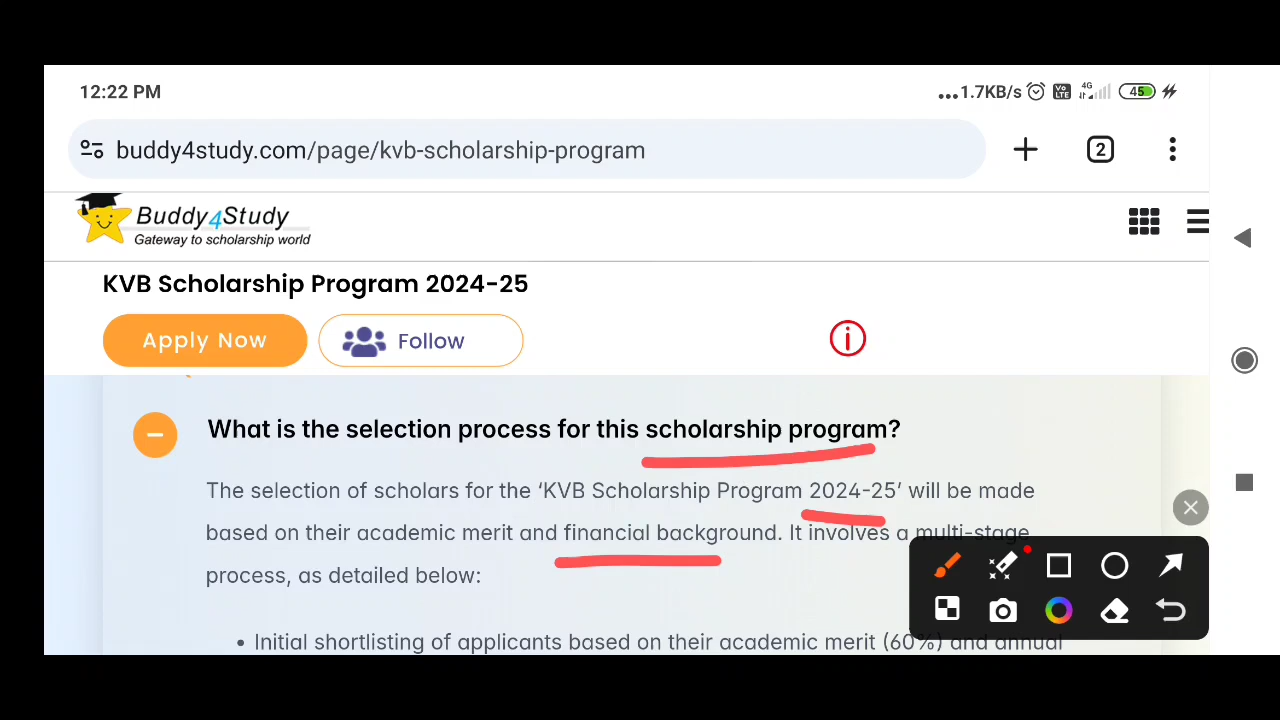 12:22 PM
...1.7KB/s Vo LTE 4G 45
buddy4study.com/page/kvb-scholarship-program
2
Buddy4Study
Gateway to scholarship world
KVB Scholarship Program 2024-25
Apply Now Follow
What is the selection process for this scholarship program?
The selection of scholars for the ‘KVB Scholarship Program 2024-25’ will be made
based on their academic merit and financial background. It involves a multi-stage
process, as detailed below:
• Initial shortlisting of applicants based on their academic merit (60%) and annual